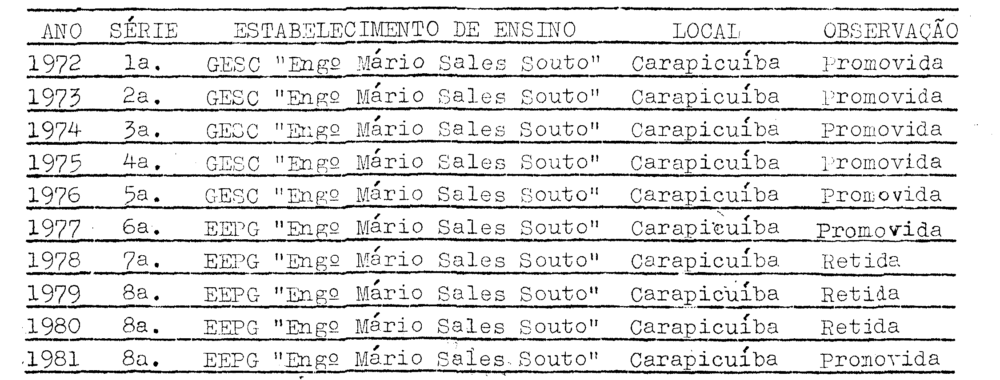 ANO SÉRIE ESTABELECIMENTO DE ENSINO LOCAL OBSERVAÇÃO
1972 1a. GESC "Engº Mário Sales Souto" Carapicuíba Promovida
1973 2a. GESC "Engº Mário Sales Souto" Carapicuíba Promovida
1974 3a. GESC "Engº Mário Sales Souto" Carapicuíba Promovida
1975 4a. GESC "Engº Mário Sales Souto" Carapicuíba Promovida
1976 5a. GESC "Engº Mário Sales Souto" Carapicuíba Promovida
1977 6a. EEPG "Engº Mário Sales Souto" Carapicuíba Promovida
1978 7a. EEPG "Engº Mário Sales Souto" Carapicuíba Retida
1979 8a. EEPG "Engº Mário Sales Souto" Carapicuíba Retida
1980 8a. EEPG "Engº Mário Sales Souto" Carapicuíba Retida
1981 8a. EEPG "Engº Mário Sales Souto" Carapicuíba Promovida